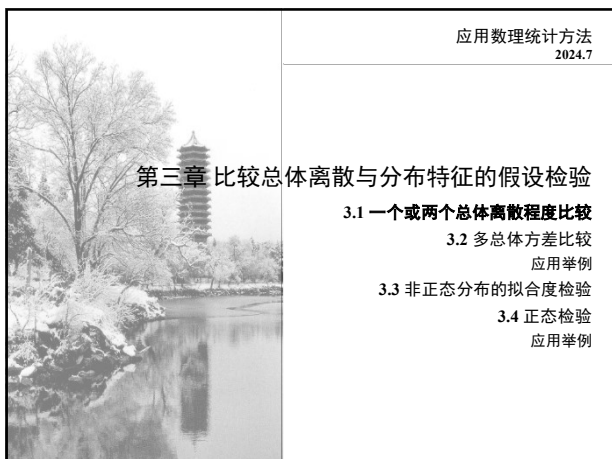 应用数理统计方法
2024.7
第三章 比较总体离散与分布特征的假设检验
3.1 一个或两个总体离散程度比较
3.2 多总体方差比较
应用举例
3.3 非正态分布的拟合度检验
3.4 正态检验
应用举例